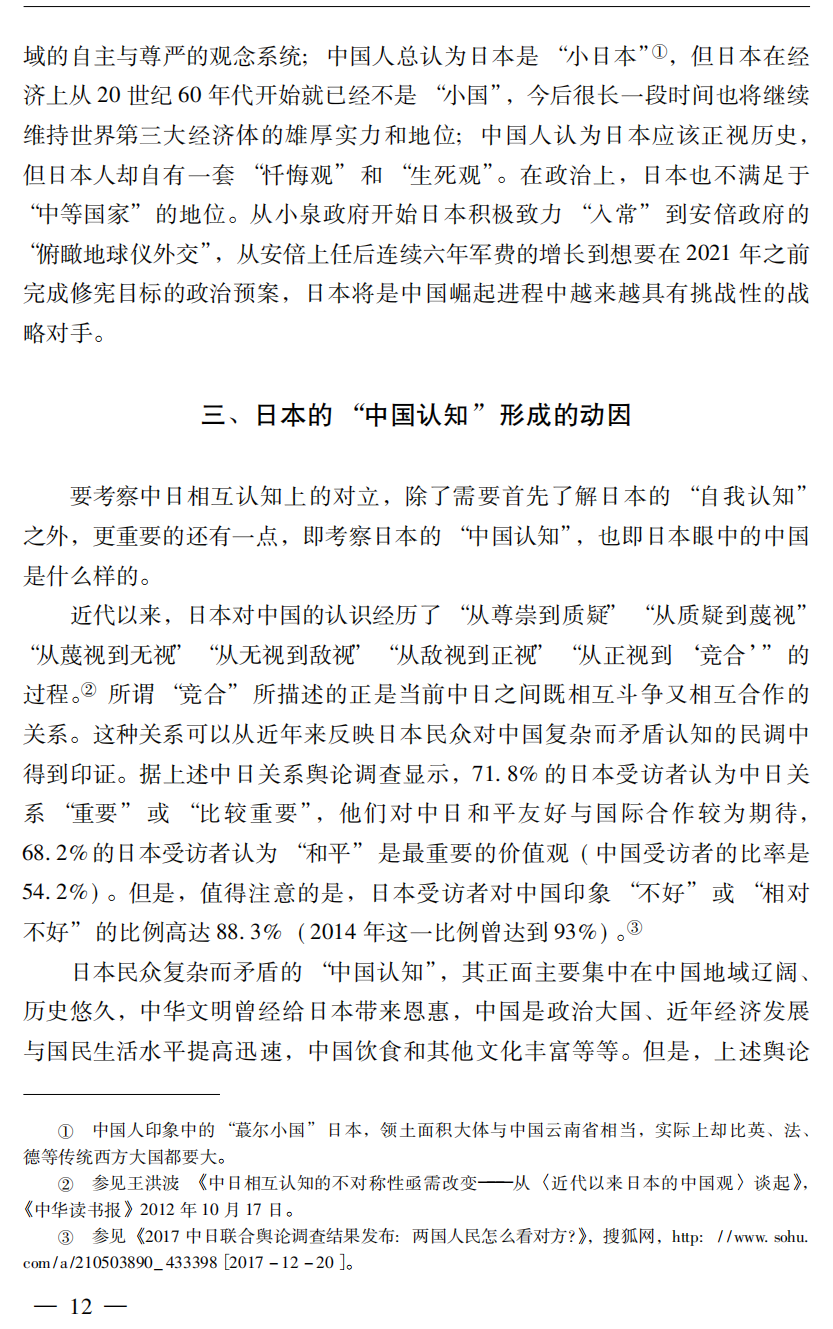 域的自主与尊严的观念系统；中国人总认为日本是“小日本”①，但日本在经
济上从 20 世纪 60 年代开始就已经不是“小国”，今后很长一段时间也将继续
维持世界第三大经济体的雄厚实力和地位；中国人认为日本应该正视历史，
但日本人却自有一套“忏悔观”和“生死观”。在政治上，日本也不满足于
“中等国家”的地位。从小泉政府开始日本积极致力“入常”到安倍政府的
“俯瞰地球仪外交”，从安倍上任后连续六年军费的增长到想要在 2021 年之前
完成修宪目标的政治预案，日本将是中国崛起进程中越来越具有挑战性的战
略对手。
三、日本的“中国认知”形成的动因
要考察中日相互认知上的对立，除了需要首先了解日本的“自我认知”
之外，更重要的还有一点，即考察日本的“中国认知”，也即日本眼中的中国
是什么样的。
近代以来，日本对中国的认识经历了“从尊崇到质疑”“从质疑到蔑视”
“从蔑视到无视”“从无视到敌视”“从敌视到正视”“从正视到‘竞合’”的
过程。② 所谓“竞合”所描述的正是当前中日之间既相互斗争又相互合作的
关系。这种关系可以从近年来反映日本民众对中国复杂而矛盾认知的民调中
得到印证。据上述中日关系舆论调查显示，71. 8% 的日本受访者认为中日关
系“重要”或“比较重要”，他们对中日和平友好与国际合作较为期待，
68. 2% 的日本受访者认为“和平”是最重要的价值观（中国受访者的比率是
54. 2%）。但是，值得注意的是，日本受访者对中国印象“不好”或“相对
不好”的比例高达 88. 3%（2014 年这一比例曾达到 93%）。③
日本民众复杂而矛盾的“中国认知”，其正面主要集中在中国地域辽阔、
历史悠久，中华文明曾经给日本带来恩惠，中国是政治大国、近年经济发展
与国民生活水平提高迅速，中国饮食和其他文化丰富等等。但是，上述舆论
① 中国人印象中的“蕞尔小国”日本，领土面积大体与中国云南省相当，实际上却比英、法、
德等传统西方大国都要大。
② 参见王洪波《中日相互认知的不对称性亟需改变——从〈近代以来日本的中国观〉谈起》，
《中华读书报》2012 年 10 月 17 日。
③ 参见《2017 中日联合舆论调查结果发布：两国人民怎么看对方?》，搜狐网，http：//www. sohu.
com/a/210503890_433398 [2017－12－20]。
— 12 —